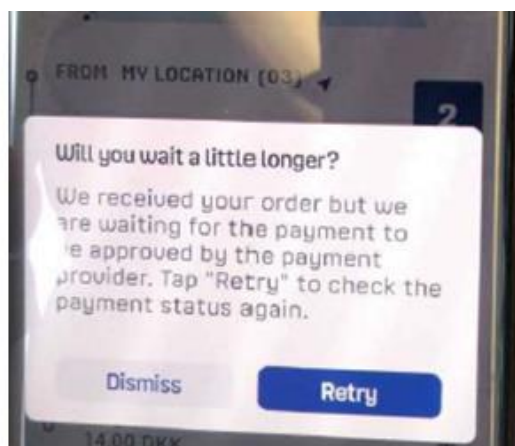 FROM MY LOCATION (03)
2
Will you wait a little longer?
We received your order but we
are waiting for the payment to
be approved by the payment
provider. Tap "Retry" to check the
payment status again.
Dismiss
Retry
14.00 DKK